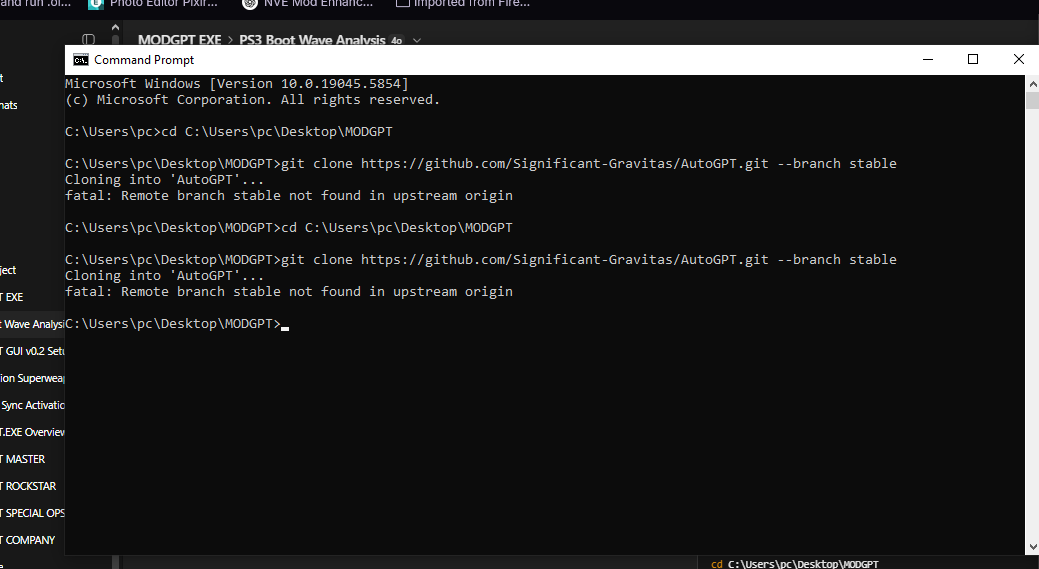 and run .oi... Photo Editor Pixlr... NVE Mod Enhanc... Imported from Fire...
MODGPT EXE > PS3 Boot Wave Analysis 4o
Command Prompt
Microsoft Windows [Version 10.0.19045.5854]
(c) Microsoft Corporation. All rights reserved.
C:\Users\pc>cd C:\Users\pc\Desktop\MODGPT
C:\Users\pc\Desktop\MODGPT>git clone https://github.com/Significant-Gravitas/AutoGPT.git --branch stable
Cloning into 'AutoGPT'...
fatal: Remote branch stable not found in upstream origin
C:\Users\pc\Desktop\MODGPT>cd C:\Users\pc\Desktop\MODGPT
C:\Users\pc\Desktop\MODGPT>git clone https://github.com/Significant-Gravitas/AutoGPT.git --branch stable
Cloning into 'AutoGPT'...
fatal: Remote branch stable not found in upstream origin
C:\Users\pc\Desktop\MODGPT>
t
hats
ject
T EXE
t Wave Analysi
T GUI v0.2 Setu
ion Superweap
Sync Activatio
T.EXE Overview
T MASTER
T ROCKSTAR
T SPECIAL OPS
T COMPANY
cd C:\Users\pc\Desktop\MODGPT